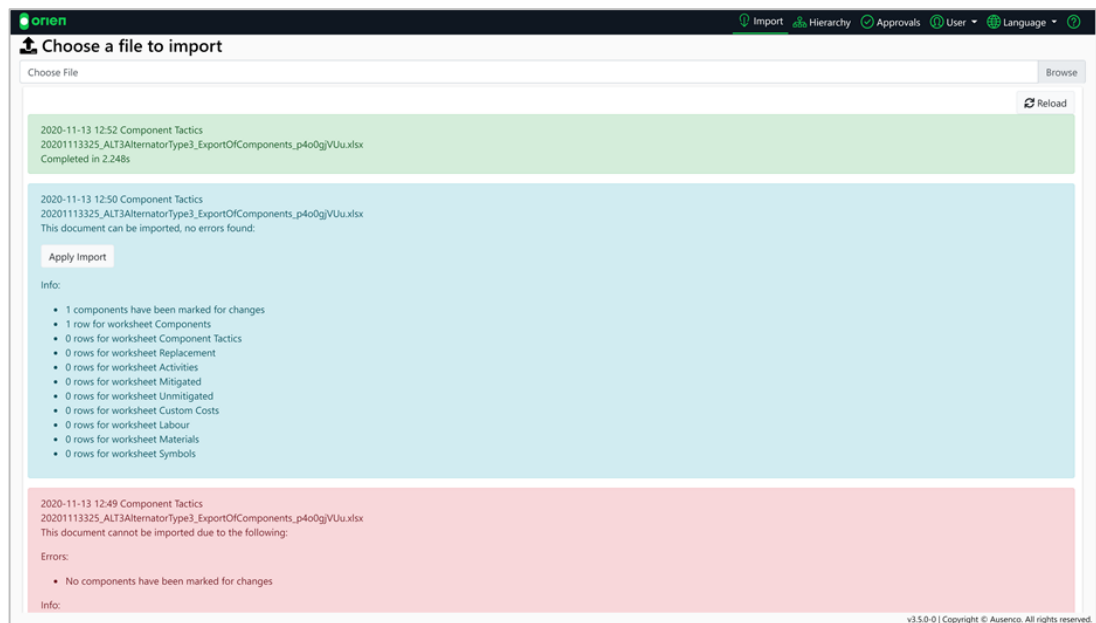 orien
Import Hierarchy Approvals User Language ?
Choose a file to import
Choose File Browse
Reload
2020-11-13 12:52 Component Tactics
20201113325_ALT3AlternatorType3_ExportOfComponents_p4o0gjVUu.xlsx
Completed in 2.248s
2020-11-13 12:50 Component Tactics
20201113325_ALT3AlternatorType3_ExportOfComponents_p4o0gjVUu.xlsx
This document can be imported, no errors found:
Apply Import
Info:
• 1 components have been marked for changes
• 1 row for worksheet Components
• 0 rows for worksheet Component Tactics
• 0 rows for worksheet Replacement
• 0 rows for worksheet Activities
• 0 rows for worksheet Mitigated
• 0 rows for worksheet Unmitigated
• 0 rows for worksheet Custom Costs
• 0 rows for worksheet Labour
• 0 rows for worksheet Materials
• 0 rows for worksheet Symbols
2020-11-13 12:49 Component Tactics
20201113325_ALT3AlternatorType3_ExportOfComponents_p4o0gjVUu.xlsx
This document cannot be imported due to the following:
Errors:
• No components have been marked for changes
Info:
v3.5.0-0 | Copyright © Ausenco. All rights reserved.